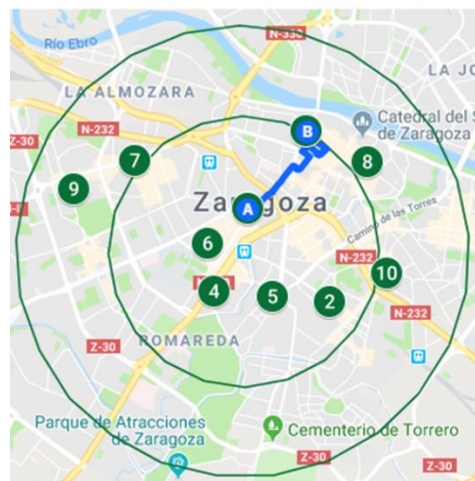 Río Ebro
N-330
LA ALMOZARA
LA JO
N-232
Catedral del S
de Zaragoza
Z-30
B
7
8
9
A
Zaragoza
Camino de las Torres
6
N-232
10
4
5
2
N-232
ROMAREDA
Z-30
Parque de Atracciones
de Zaragoza
Cementerio de Torrero
Z-30
Z-30